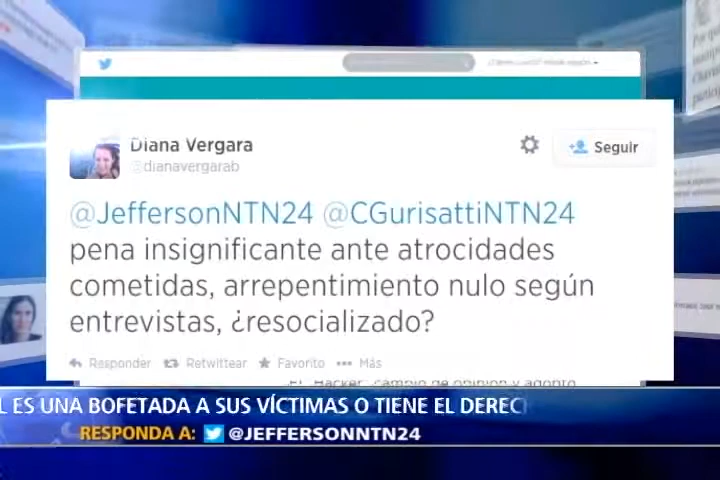 Diana Vergara
@dianavergarab
Seguir
@JeffersonNTN24 @CGurisattiNTN24
pena insignificante ante atrocidades
cometidas, arrepentimiento nulo según
entrevistas, ¿resocializado?
Responder Retwittear Favorito Más
L ES UNA BOFETADA A SUS VÍCTIMAS O TIENE EL DEREC
RESPONDA A: @JEFFERSONNTN24